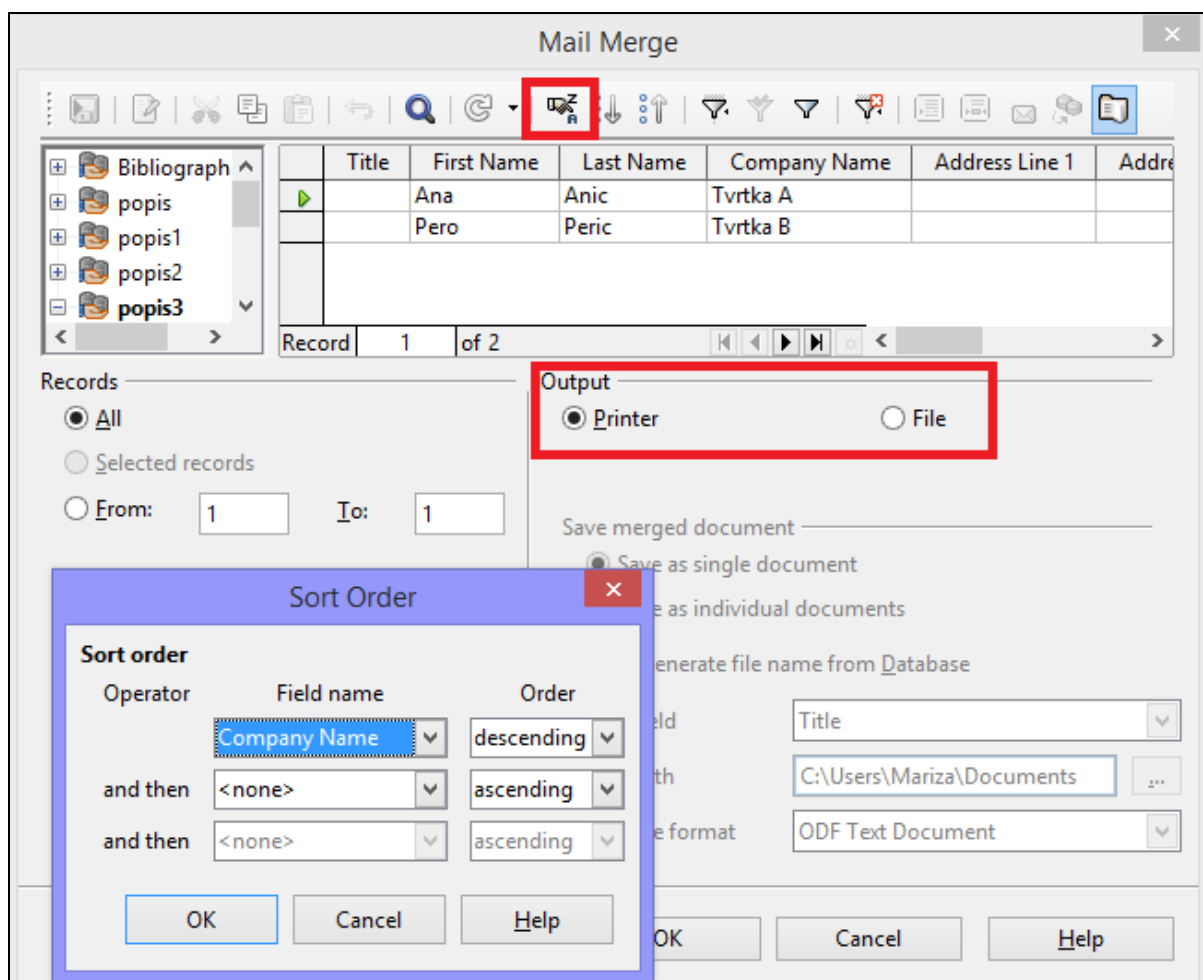 Mail Merge
Title First Name Last Name Company Name Address Line 1 Addre
Bibliograph
popis
popis1
popis2
popis3
Ana Anic Tvrtka A
Pero Peric Tvrtka B
Record 1 of 2
Records
All
Selected records
From: 1 To: 1
Output
Printer File
Save merged document
Save as single document
e as individual documents
enerate file name from Database
eld Title
th C:\Users\Mariza\Documents ...
e format ODF Text Document
OK Cancel Help
Sort Order
Sort order
Operator Field name Order
Company Name descending
and then <none> ascending
and then <none> ascending
OK Cancel Help